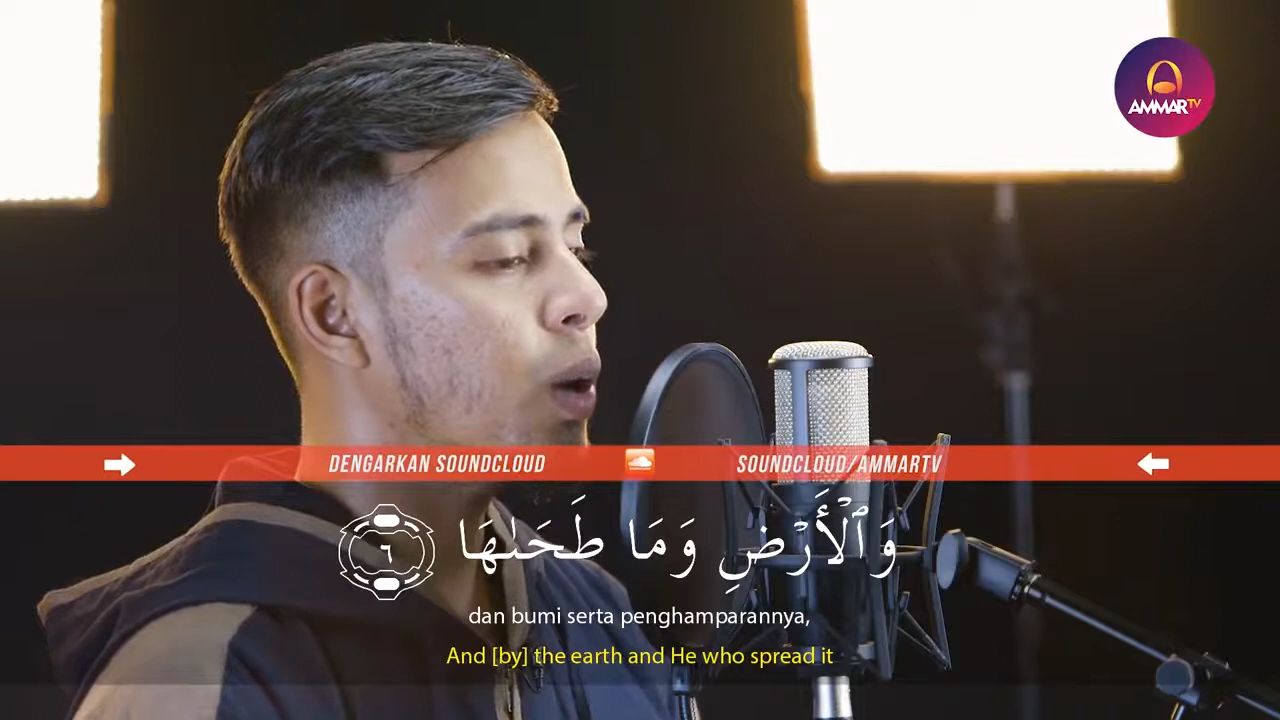 AMMARTV
DENGARKAN SOUNDCLOUD SOUNDCLOUD/AMMARTV
وَٱلْأَرْضِ وَمَا طَحَىٰهَا ٦
dan bumi serta penghamparannya,
And [by] the earth and He who spread it